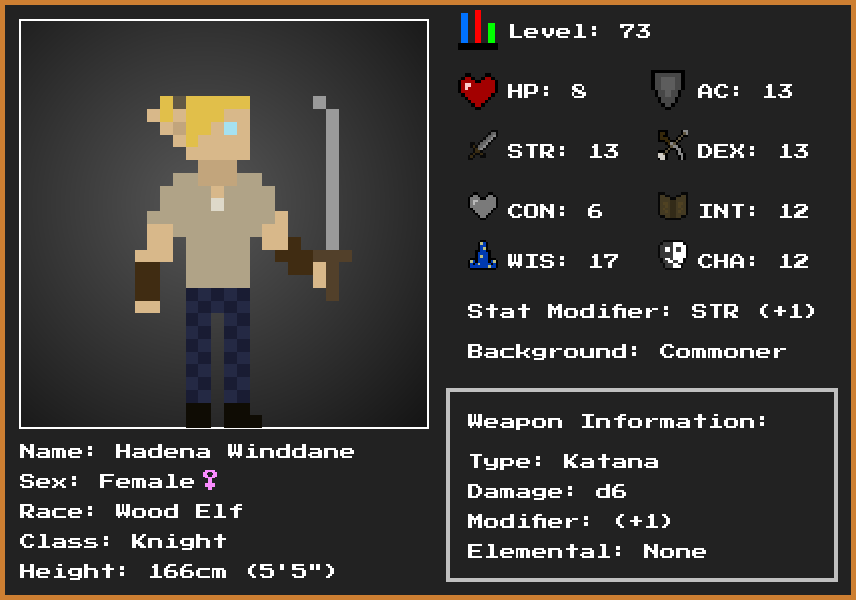 Level: 73
HP: 8
AC: 13
STR: 13
DEX: 13
CON: 6
INT: 12
WIS: 17
CHA: 12
Stat Modifier: STR (+1)
Background: Commoner
Weapon Information:
Type: Katana
Damage: d6
Modifier: (+1)
Elemental: None
Name: Hadena Winddane
Sex: Female♀
Race: Wood Elf
Class: Knight
Height: 166cm (5'5")